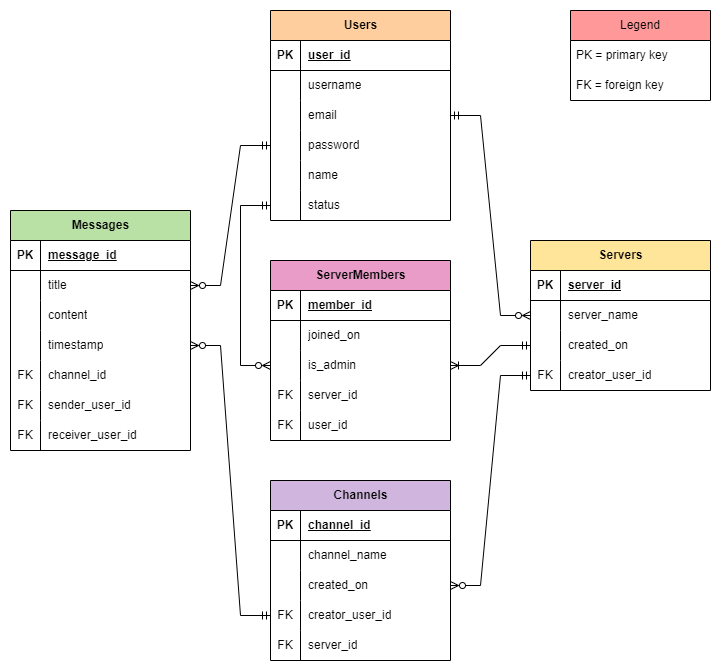 Users
PK user_id
username
email
password
name
status
Legend
PK = primary key
FK = foreign key
Messages
PK message_id
title
content
timestamp
FK channel_id
FK sender_user_id
FK receiver_user_id
ServerMembers
PK member_id
joined_on
is_admin
FK server_id
FK user_id
Servers
PK server_id
server_name
created_on
FK creator_user_id
Channels
PK channel_id
channel_name
created_on
FK creator_user_id
FK server_id